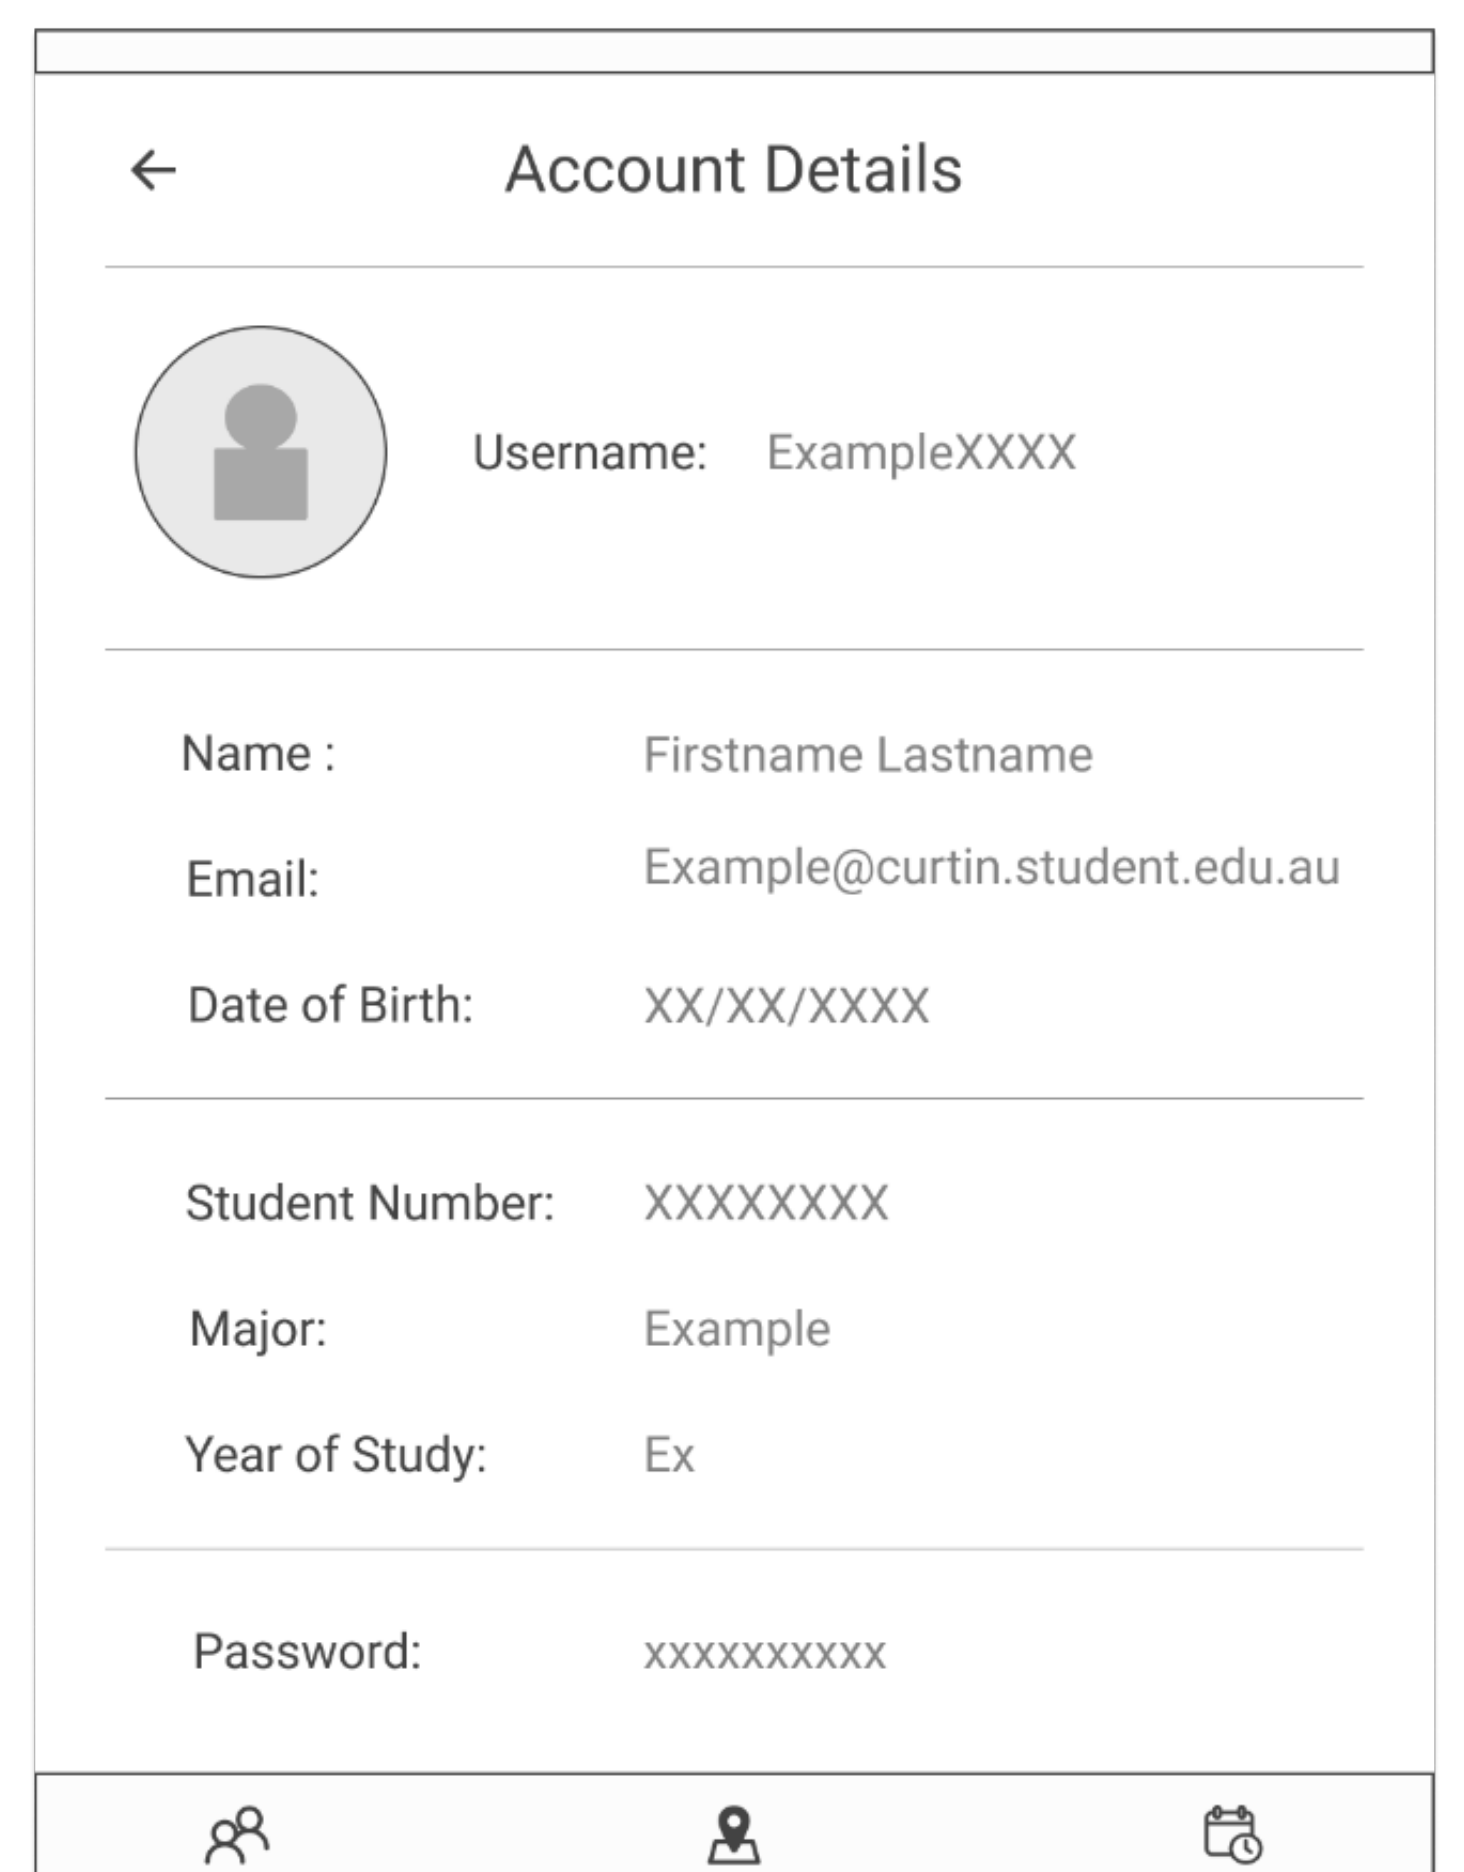 Account Details
Username: ExampleXXXX
Name : Firstname Lastname
Email: Example@curtin.student.edu.au
Date of Birth: XX/XX/XXXX
Student Number: XXXXXXXX
Major: Example
Year of Study: Ex
Password: xxxxxxxxxx